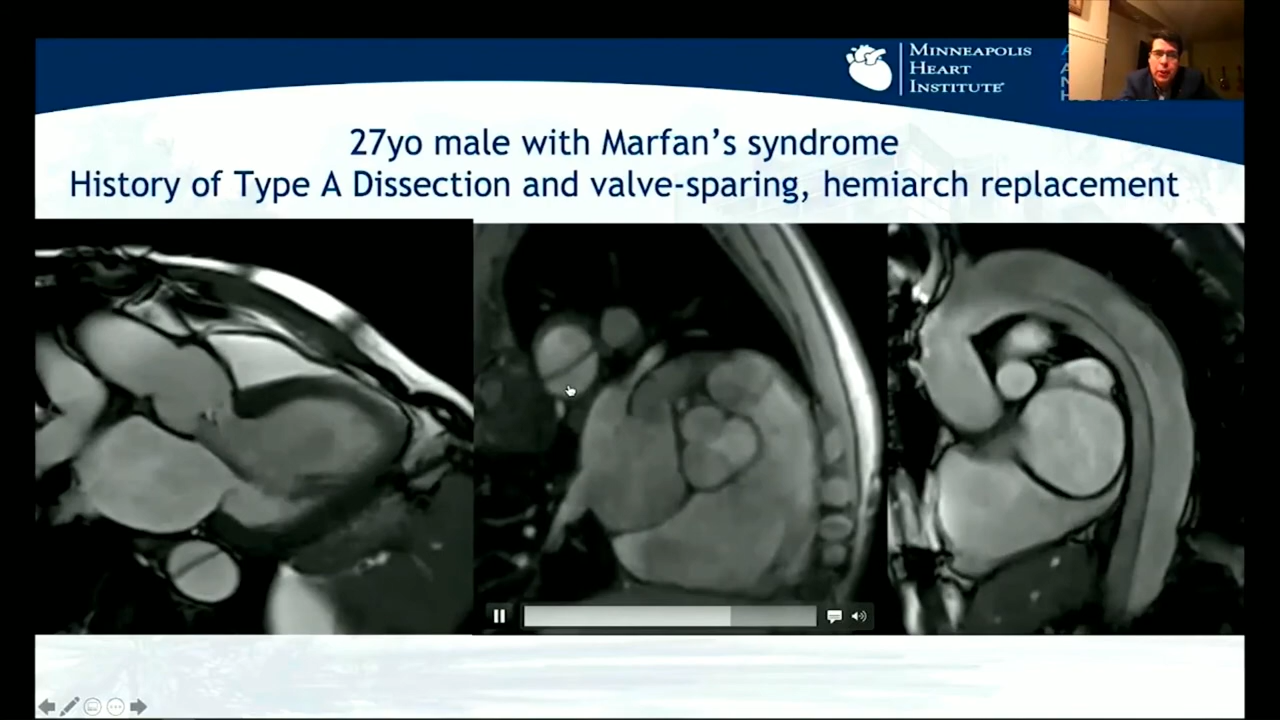 MINNEAPOLIS
HEART
INSTITUTE
27yo male with Marfan's syndrome
History of Type A Dissection and valve-sparing, hemiarch replacement